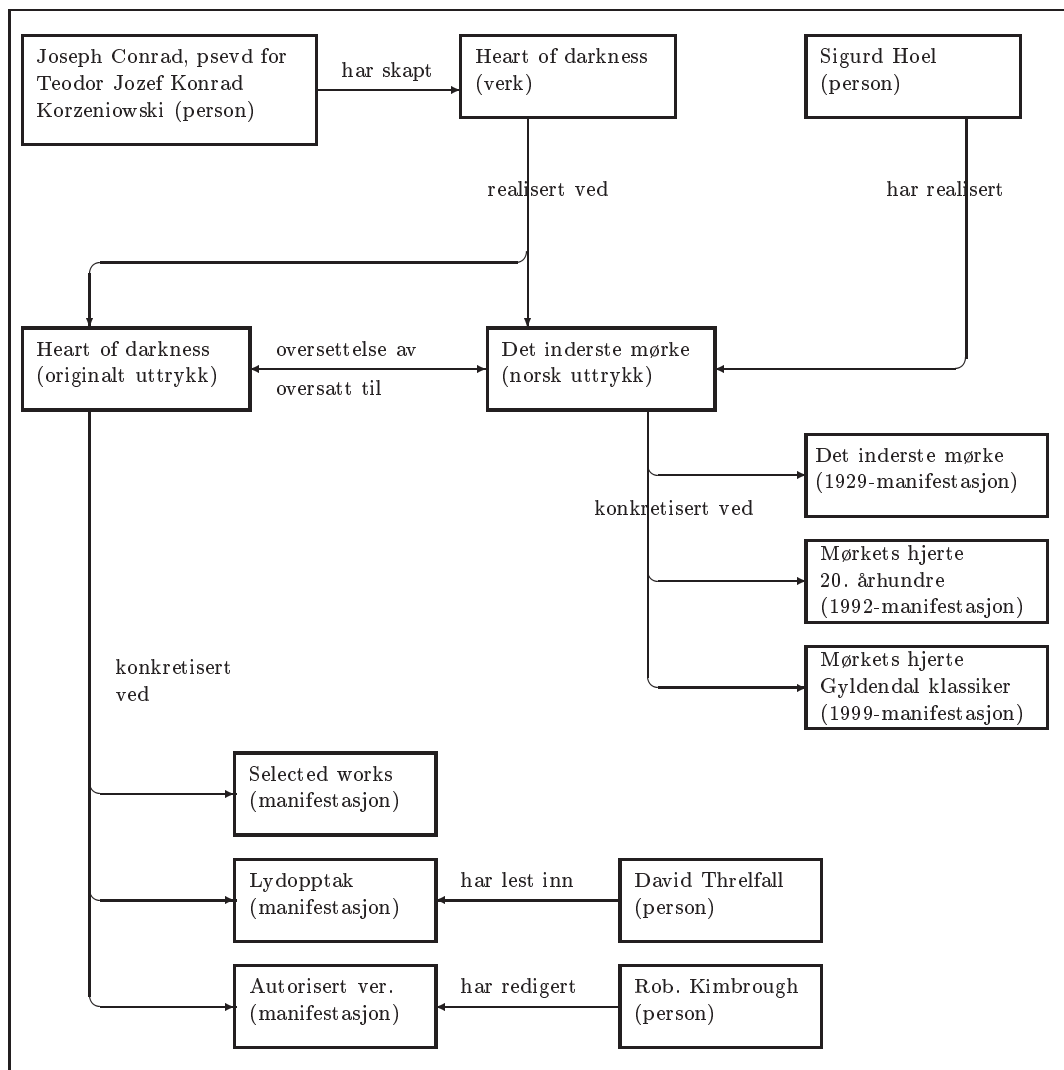 Joseph Conrad, psevd for
Teodor Jozef Konrad
Korzeniowski (person)
har skapt
Heart of darkness
(verk)
Sigurd Hoel
(person)
realisert ved
har realisert
Heart of darkness
(originalt uttrykk)
oversettelse av
oversatt til
Det inderste mørke
(norsk uttrykk)
Det inderste mørke
(1929-manifestasjon)
konkretisert ved
Mørkets hjerte
20. århundre
(1992-manifestasjon)
Mørkets hjerte
Gyldendal klassiker
(1999-manifestasjon)
konkretisert
ved
Selected works
(manifestasjon)
Lydopptak
(manifestasjon)
har lest inn
David Threlfall
(person)
Autorisert ver.
(manifestasjon)
har redigert
Rob. Kimbrough
(person)